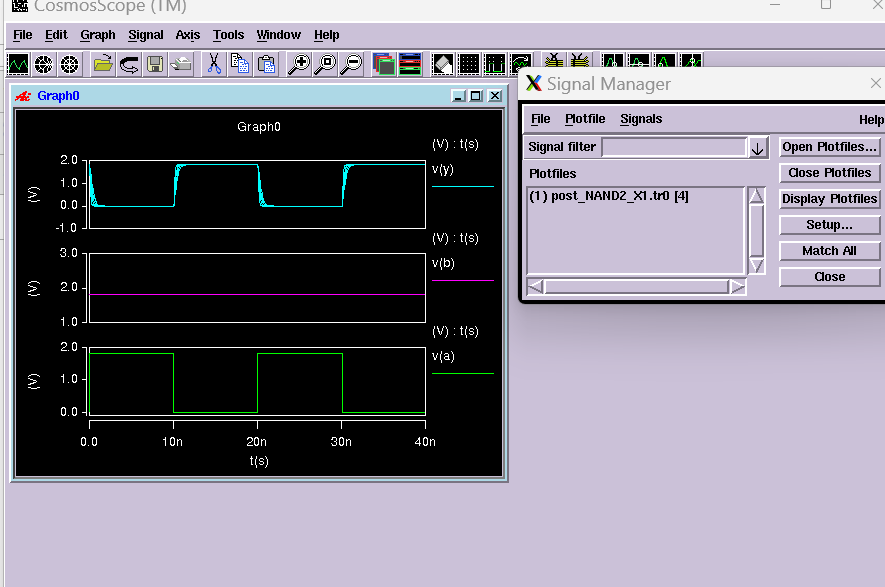 CosmosScope (TM)
File Edit Graph Signal Axis Tools Window Help
Graph0
Graph0
(V) : t(s)
v(y)
(V)
2.0
1.0
0.0
-1.0
(V) : t(s)
v(b)
(V)
3.0
2.0
1.0
(V) : t(s)
v(a)
(V)
2.0
1.0
0.0
0.0 10n 20n 30n 40n
t(s)
Signal Manager
File Plotfile Signals Help
Signal filter
Plotfiles
(1) post_NAND2_X1.tr0 [4]
Open Plotfiles...
Close Plotfiles
Display Plotfiles
Setup...
Match All
Close